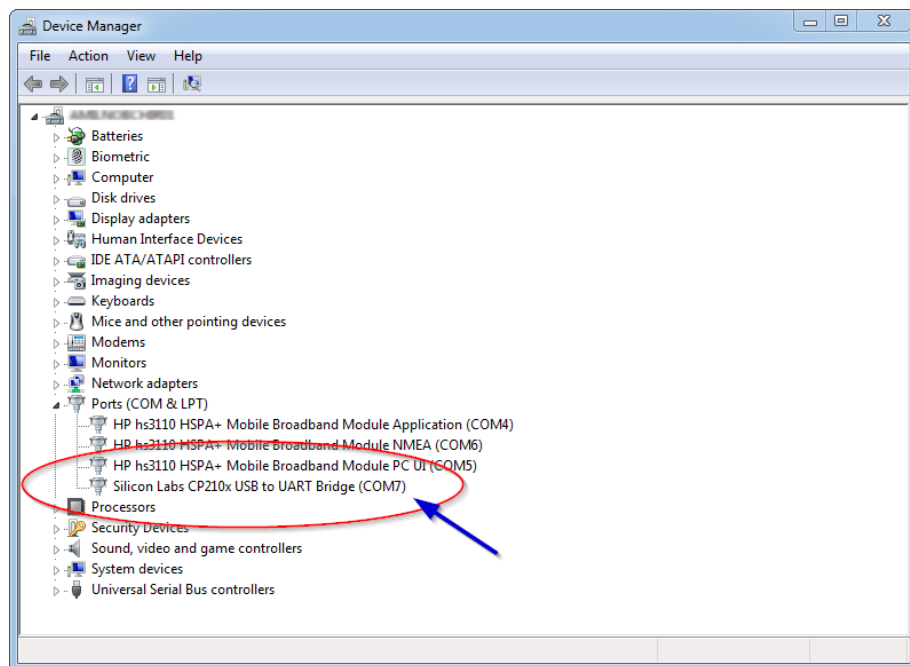 Device Manager
File Action View Help
Batteries
Biometric
Computer
Disk drives
Display adapters
Human Interface Devices
IDE ATA/ATAPI controllers
Imaging devices
Keyboards
Mice and other pointing devices
Modems
Monitors
Network adapters
Ports (COM & LPT)
HP hs3110 HSPA+ Mobile Broadband Module Application (COM4)
HP hs3110 HSPA+ Mobile Broadband Module NMEA (COM6)
HP hs3110 HSPA+ Mobile Broadband Module PC UI (COM5)
Silicon Labs CP210x USB to UART Bridge (COM7)
Processors
Security Devices
Sound, video and game controllers
System devices
Universal Serial Bus controllers